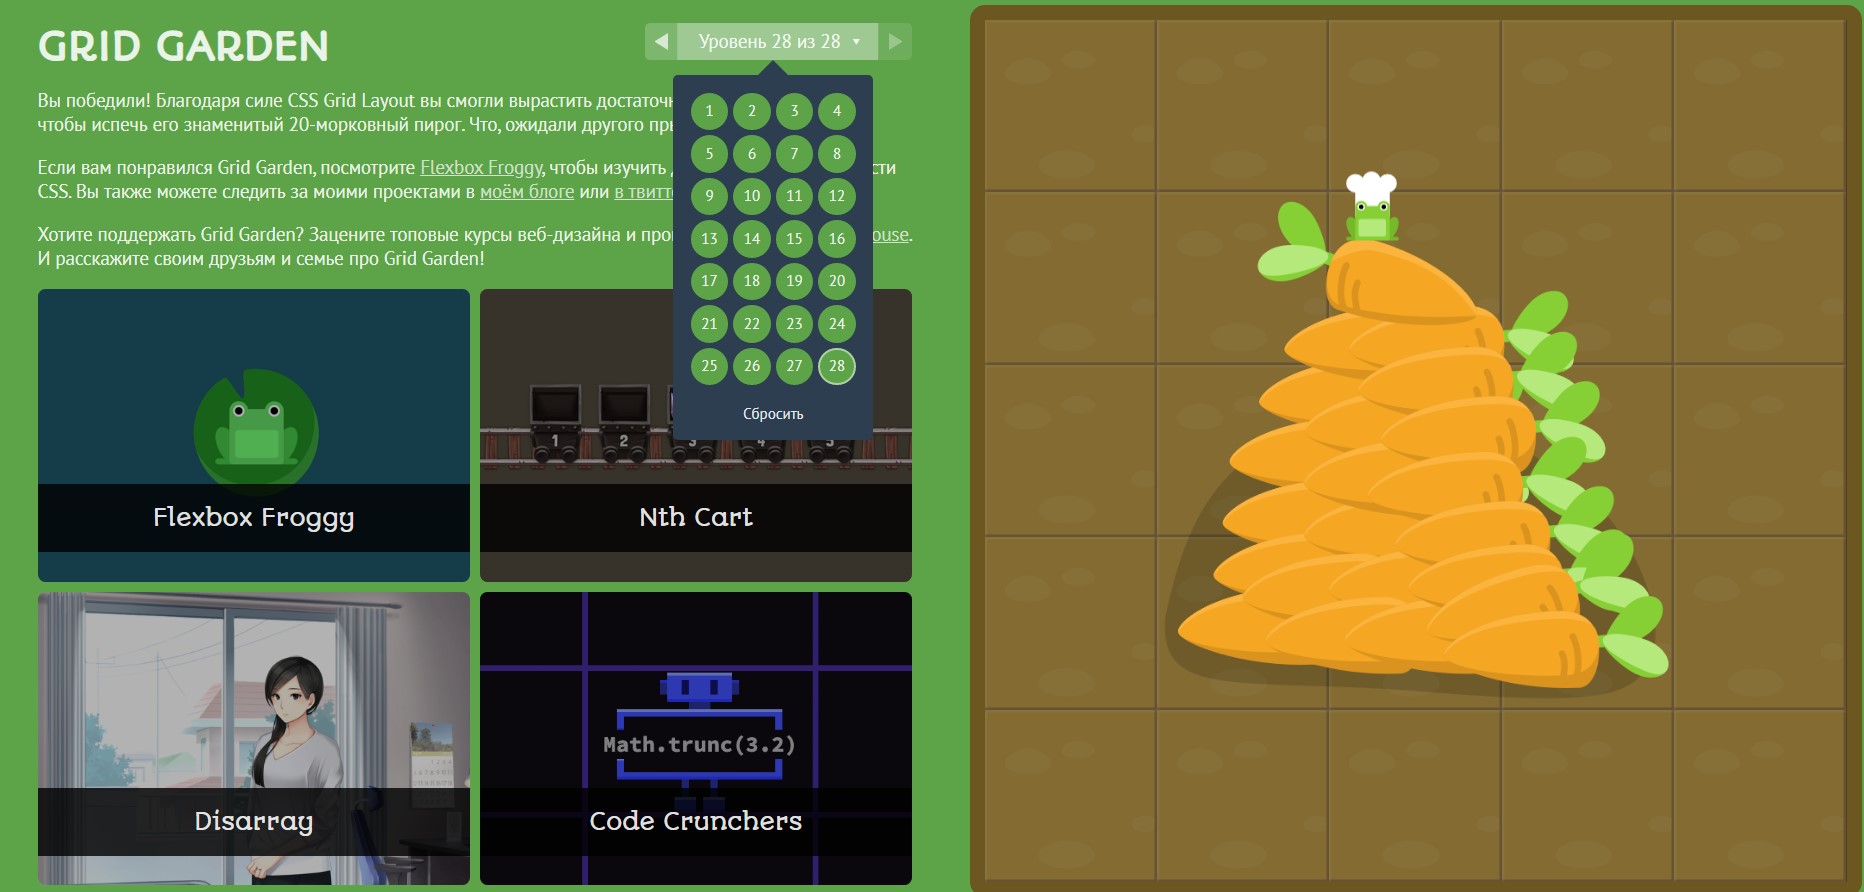 GRID GARDEN
Уровень 28 из 28
Вы победили! Благодаря силе CSS Grid Layout вы смогли вырастить
чтобы испечь его знаменитый 20-морковный пирог. Что, ожидали другого
Если вам понравился Grid Garden, посмотрите Flexbox Froggy, чтобы изучить
CSS. Вы также можете следить за моими проектами в моём блоге или в
Хотите поддержать Grid Garden? Зацените топовые курсы веб-дизайна и
И расскажите своим друзьям и семье про Grid Garden!
1 2 3 4
5 6 7 8
9 10 11 12
13 14 15 16
17 18 19 20
21 22 23 24
25 26 27 28
Сбросить
Flexbox Froggy
1 2 3 4 5
Nth Cart
Disarray
Math.trunc(3.2)
Code Crunchers